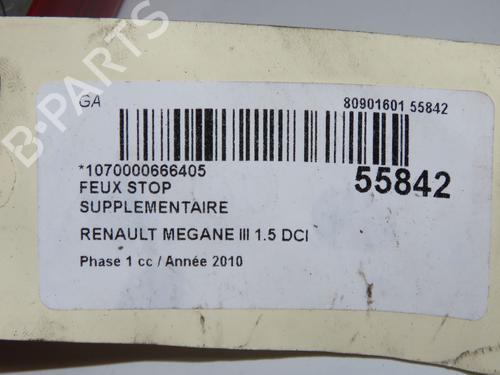 GA
80901601 55842
*1070000666405
55842
FEUX STOP
SUPPLEMENTAIRE
RENAULT MEGANE III 1.5 DCI
Phase 1 cc / Année 2010
B-PARTS